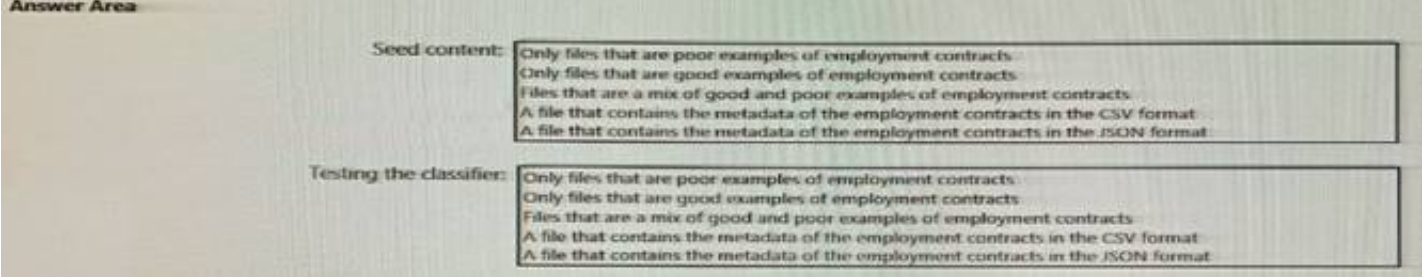 Answer Area
Seed content:
Only files that are poor examples of employment contracts
Only files that are good examples of employment contracts
Files that are a mix of good and poor examples of employment contracts
A file that contains the metadata of the employment contracts in the CSV format
A file that contains the metadata of the employment contracts in the JSON format
Testing the classifier:
Only files that are poor examples of employment contracts
Only files that are good examples of employment contracts
Files that are a mix of good and poor examples of employment contracts
A file that contains the metadata of the employment contracts in the CSV format
A file that contains the metadata of the employment contracts in the JSON format